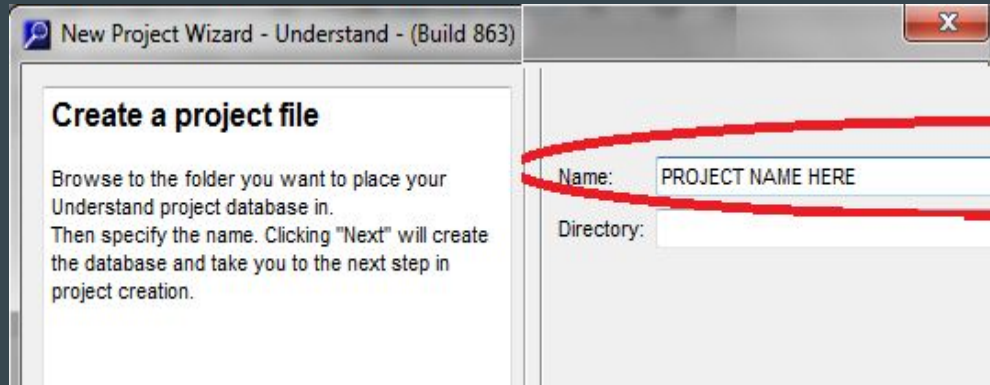 New Project Wizard - Understand - (Build 863)
Create a project file
Browse to the folder you want to place your
Understand project database in.
Then specify the name. Clicking "Next" will create
the database and take you to the next step in
project creation.
Name: PROJECT NAME HERE
Directory: